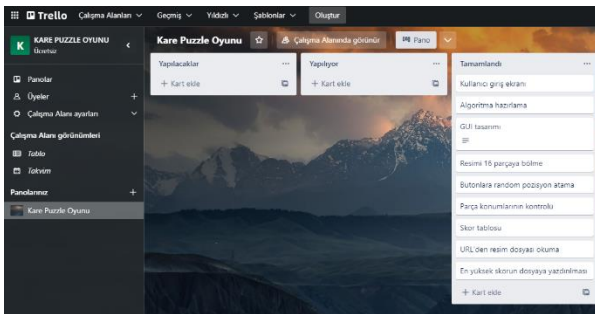 Trello Çalışma Alanları Geçmiş Yıldızlı Şablonlar Oluştur
K KARE PUZZLE OYUNU
Ücretsiz
Panolar
Üyeler
Çalışma Alanı ayarları
Çalışma Alanı görünümleri
Tablo
Takvim
Panolarınız
Kare Puzzle Oyunu
Kare Puzzle Oyunu Çalışma Alanında görünür Pano
Yapılacaklar
+ Kart ekle
Yapılıyor
+ Kart ekle
Tamamlandı
Kullanıcı giriş ekranı
Algoritma hazırlama
GUI tasarımı
Resimi 16 parçaya bölme
Butonlara random pozisyon atama
Parça konumlarının kontrolü
Skor tablosu
URL'den resim dosyası okuma
En yüksek skorun dosyaya yazdırılması
+ Kart ekle